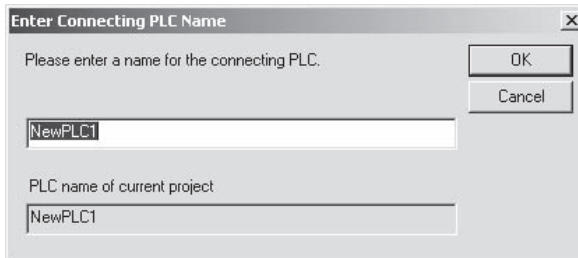 Enter Connecting PLC Name
Please enter a name for the connecting PLC.
OK
Cancel
NewPLC1
PLC name of current project
NewPLC1